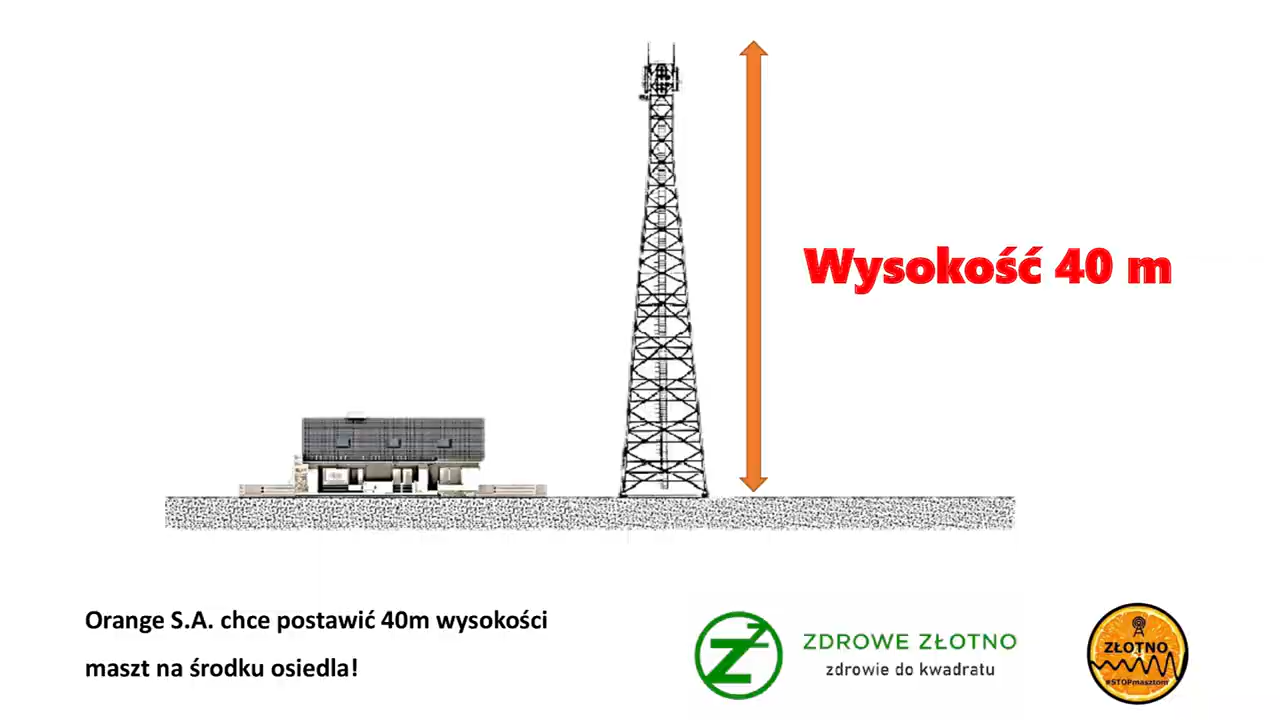 Wysokość 40 m
Orange S.A. chce postawić 40m wysokości
maszt na środku osiedla!
ZDROWE ZŁOTNO
zdrowie do kwadratu
ZŁOTNO
#STOPmasztom